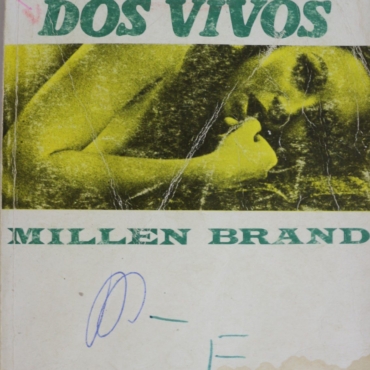 DOS VIVOS
MILLEN BRAND
E